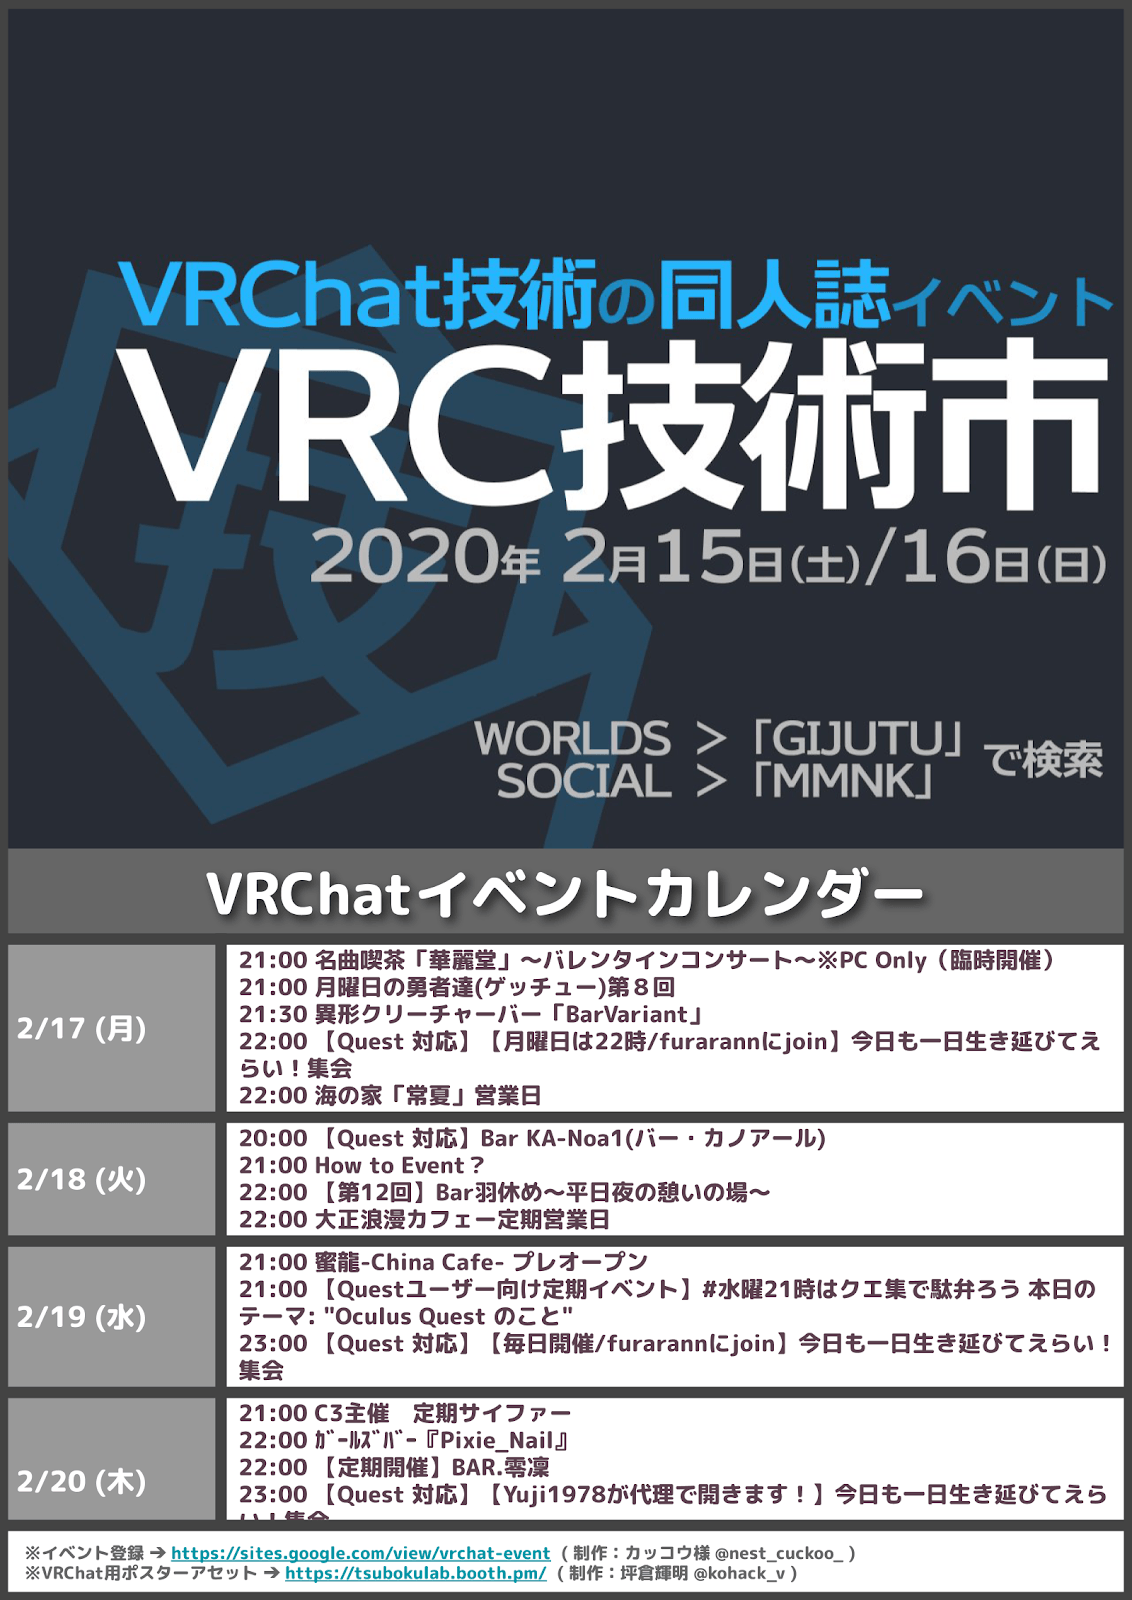 VRChat技術の同人誌イベント
VRC技術市
2020年 2月15日(土)/16日(日)
WORLDS ＞「GIJUTU」
SOCIAL ＞「MMNK」
で検索
VRChatイベントカレンダー
2/17 (月)
21:00 名曲喫茶「華麗堂」～バレンタインコンサート～※PC Only（臨時開催）
21:00 月曜日の勇者達(ゲッチュー)第８回
21:30 異形クリーチャーバー「BarVariant」
22:00 【Quest 対応】【月曜日は22時/furarannにjoin】今日も一日生き延びてえ
らい！集会
22:00 海の家「常夏」営業日
2/18 (火)
20:00 【Quest 対応】Bar KA-Noa1(バー・カノアール)
21:00 How to Event？
22:00 【第12回】Bar羽休め～平日夜の憩いの場～
22:00 大正浪漫カフェー定期営業日
2/19 (水)
21:00 蜜龍-China Cafe- プレオープン
21:00 【Questユーザー向け定期イベント】#水曜21時はクエ集で駄弁ろう 本日の
テーマ: "Oculus Quest のこと"
23:00 【Quest 対応】【毎日開催/furarannにjoin】今日も一日生き延びてえらい！
集会
2/20 (木)
21:00 C3主催　定期サイファー
22:00 ｶﾞｰﾙｽﾞﾊﾞｰ『Pixie_Nail』
22:00 【定期開催】BAR.零凜
23:00 【Quest 対応】【Yuji1978が代理で開きます！】今日も一日生き延びてえら
い！集会
※イベント登録 → https://sites.google.com/view/vrchat-event （ 制作：カッコウ様 @nest_cuckoo_ ）
※VRChat用ポスターアセット → https://tsubokulab.booth.pm/ （ 制作：坪倉輝明 @kohack_v ）